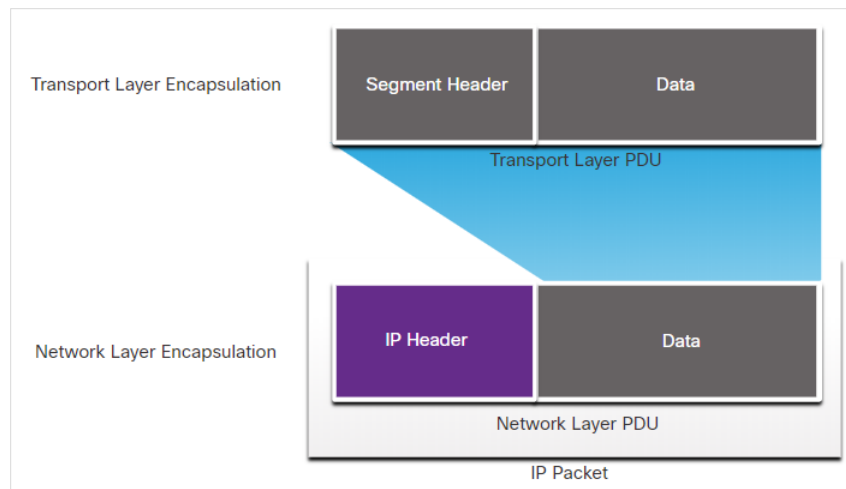 Transport Layer Encapsulation
Segment Header
Data
Transport Layer PDU
Network Layer Encapsulation
IP Header
Data
Network Layer PDU
IP Packet